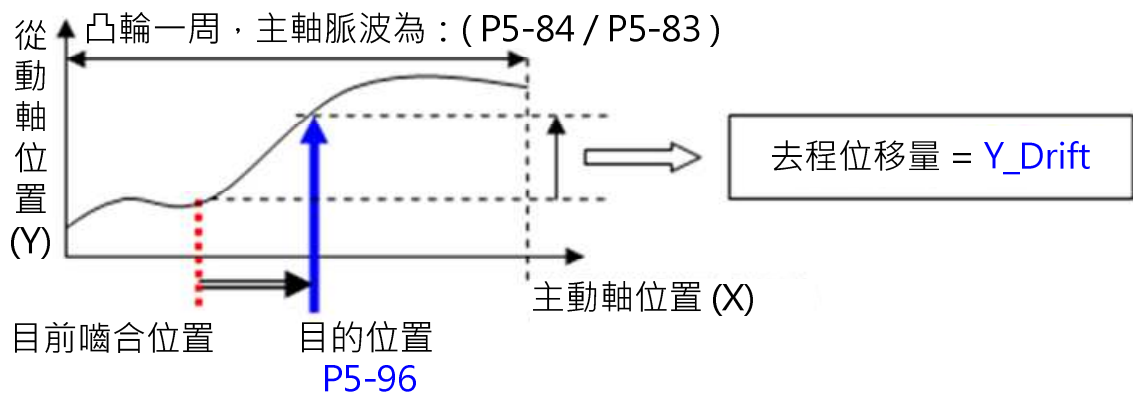 凸輪一周，主軸脈波為：( P5-84 / P5-83 )
從動軸位置(Y)
去程位移量 = Y_Drift
主動軸位置 (X)
目前嚙合位置
目的位置
P5-96